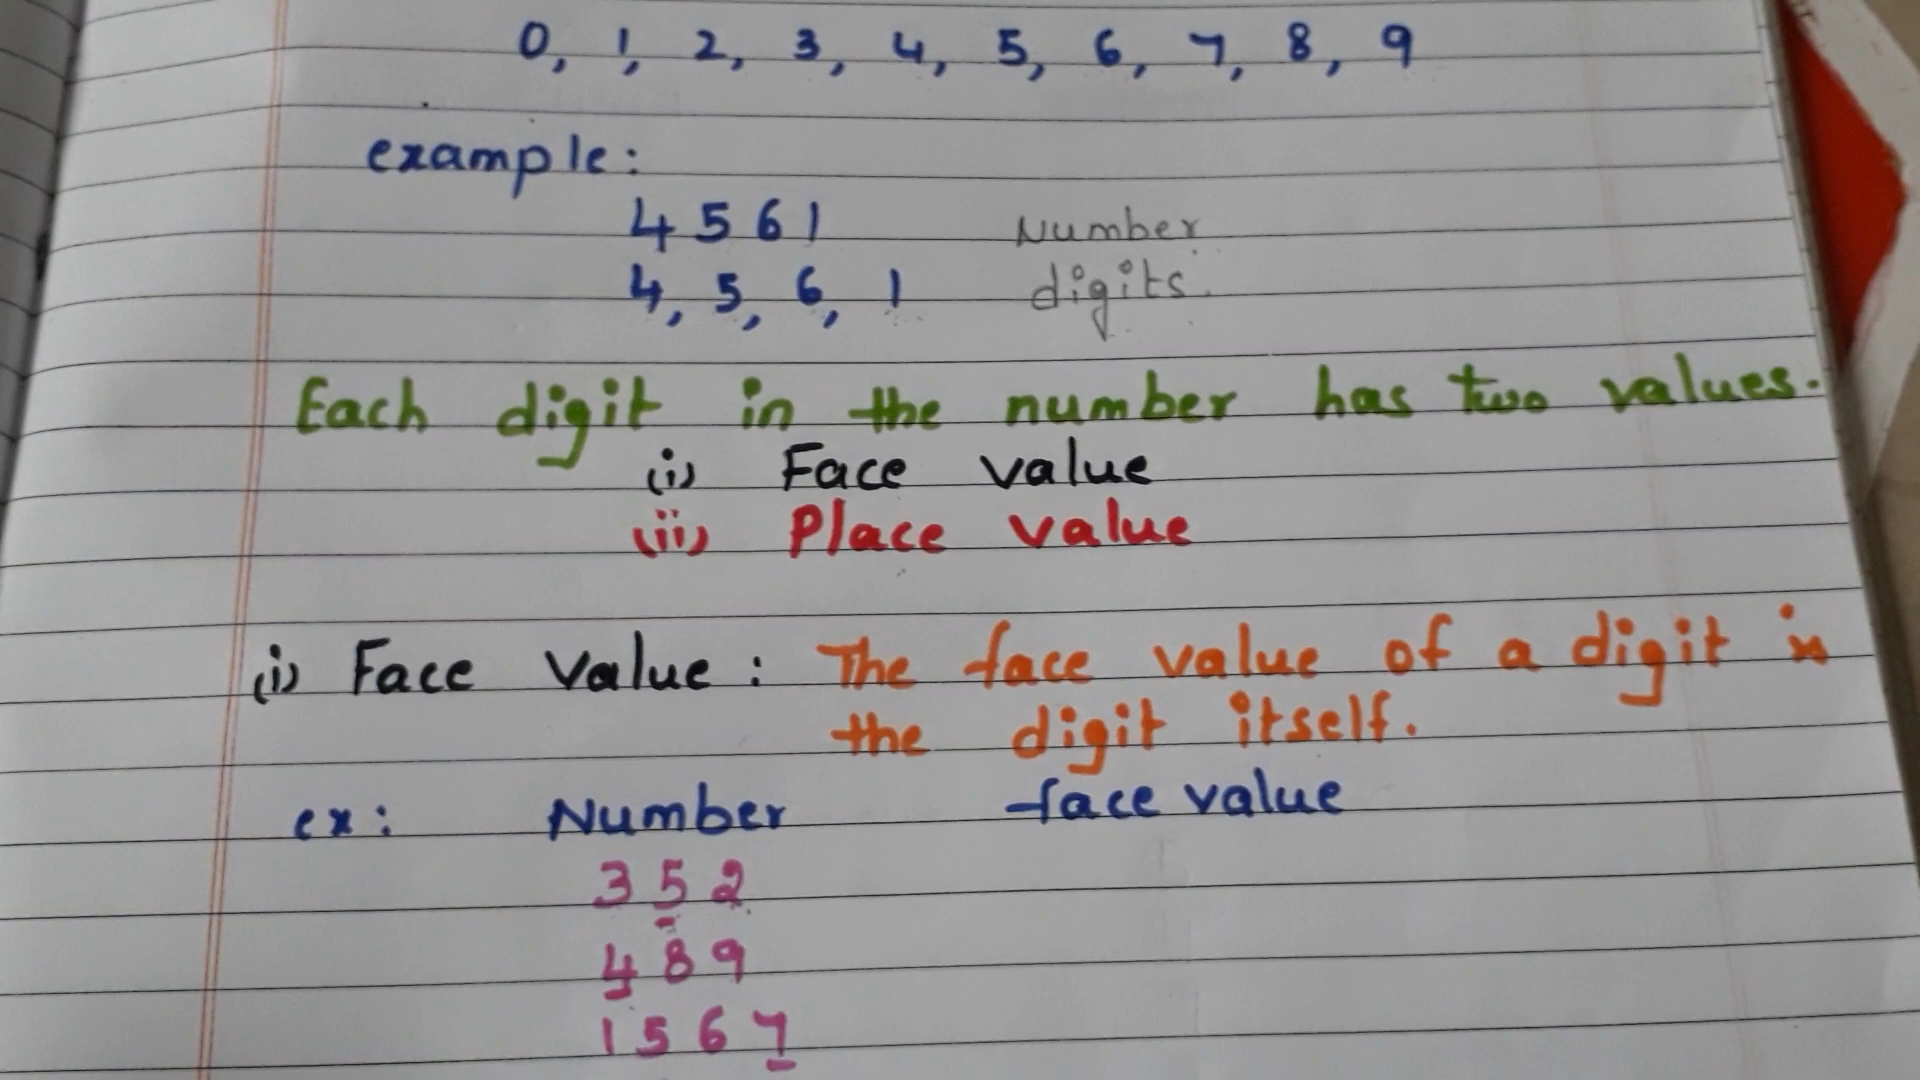 0, 1, 2, 3, 4, 5, 6, 7, 8, 9
example:
4561 Number
4, 5, 6, 1 digits.
Each digit in the number has two values.
(i) Face value
(ii) Place value
(i) Face Value: The face value of a digit is
the digit itself.
ex: Number face value
352
489
1567